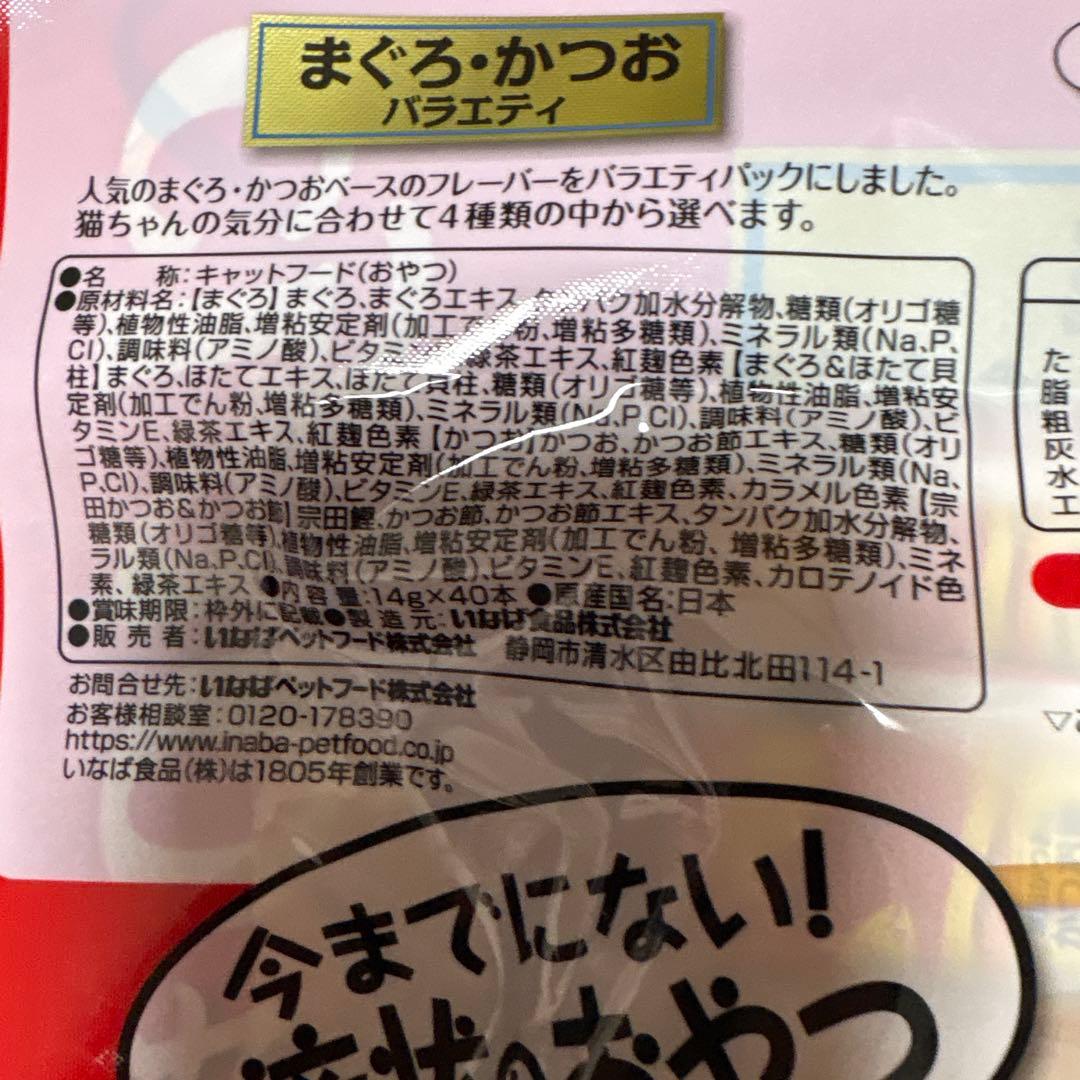 まぐろ・かつお
バラエティ
人気のまぐろ・かつおベースのフレーバーをバラエティパックにしました。
猫ちゃんの気分に合わせて4種類の中から選べます。
●名 称：キャットフード（おやつ）
●原材料名：【まぐろ】まぐろ、まぐろエキス、タンパク加水分解物、糖類（オリゴ糖
等）、植物性油脂、増粘安定剤（加工でん粉、増粘多糖類）、ミネラル類（Na、P、
Cl）、調味料（アミノ酸）、ビタミンE、緑茶エキス、紅麹色素【まぐろ&ほたて貝
柱】まぐろ、ほたてエキス、ほたて貝柱、糖類（オリゴ糖等）、植物性油脂、増粘安
定剤（加工でん粉、増粘多糖類）、ミネラル類（Na、P、Cl）、調味料（アミノ酸）、ビ
タミンE、緑茶エキス、紅麹色素【かつお】かつお、かつお節エキス、糖類（オリ
ゴ糖等）、植物性油脂、増粘安定剤（加工でん粉、増粘多糖類）、ミネラル類（Na、
P、Cl）、調味料（アミノ酸）、ビタミンE、緑茶エキス、紅麹色素、カラメル色素【宗
田かつお&かつお節】宗田鰹、かつお節、かつお節エキス、タンパク加水分解物、
糖類（オリゴ糖等）、植物性油脂、増粘安定剤（加工でん粉、増粘多糖類）、ミネ
ラル類（Na、P、Cl）、調味料（アミノ酸）、ビタミンE、紅麹色素、カロテノイド色
素、緑茶エキス ●内容量：14g×40本 ●原産国名：日本
●賞味期限：枠外に記載●製造元：いなば食品株式会社
●販売者：いなばペットフード株式会社 静岡市清水区由比北田114-1
お問合せ先：いなばペットフード株式会社
お客様相談室：0120-178390
https://www.inaba-petfood.co.jp
いなば食品（株）は1805年創業です。
今までにない！
状のおやつ
た
脂
粗
灰
水
エ